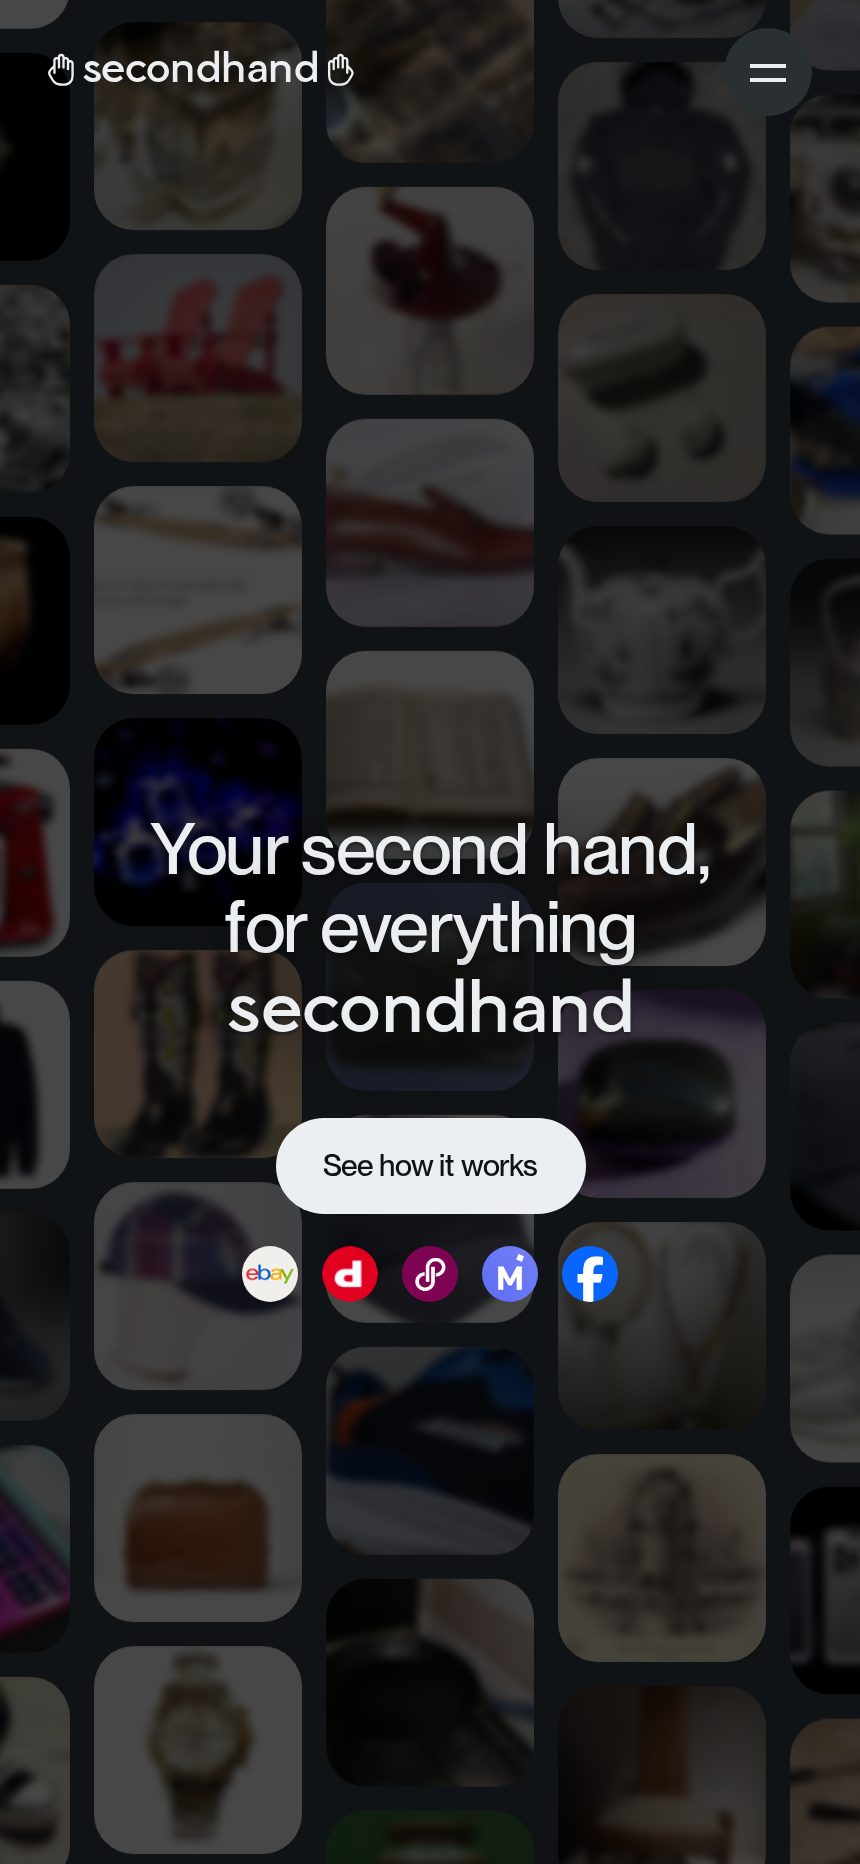 secondhand
Your second hand,
for everything
secondhand
See how it works
ebay